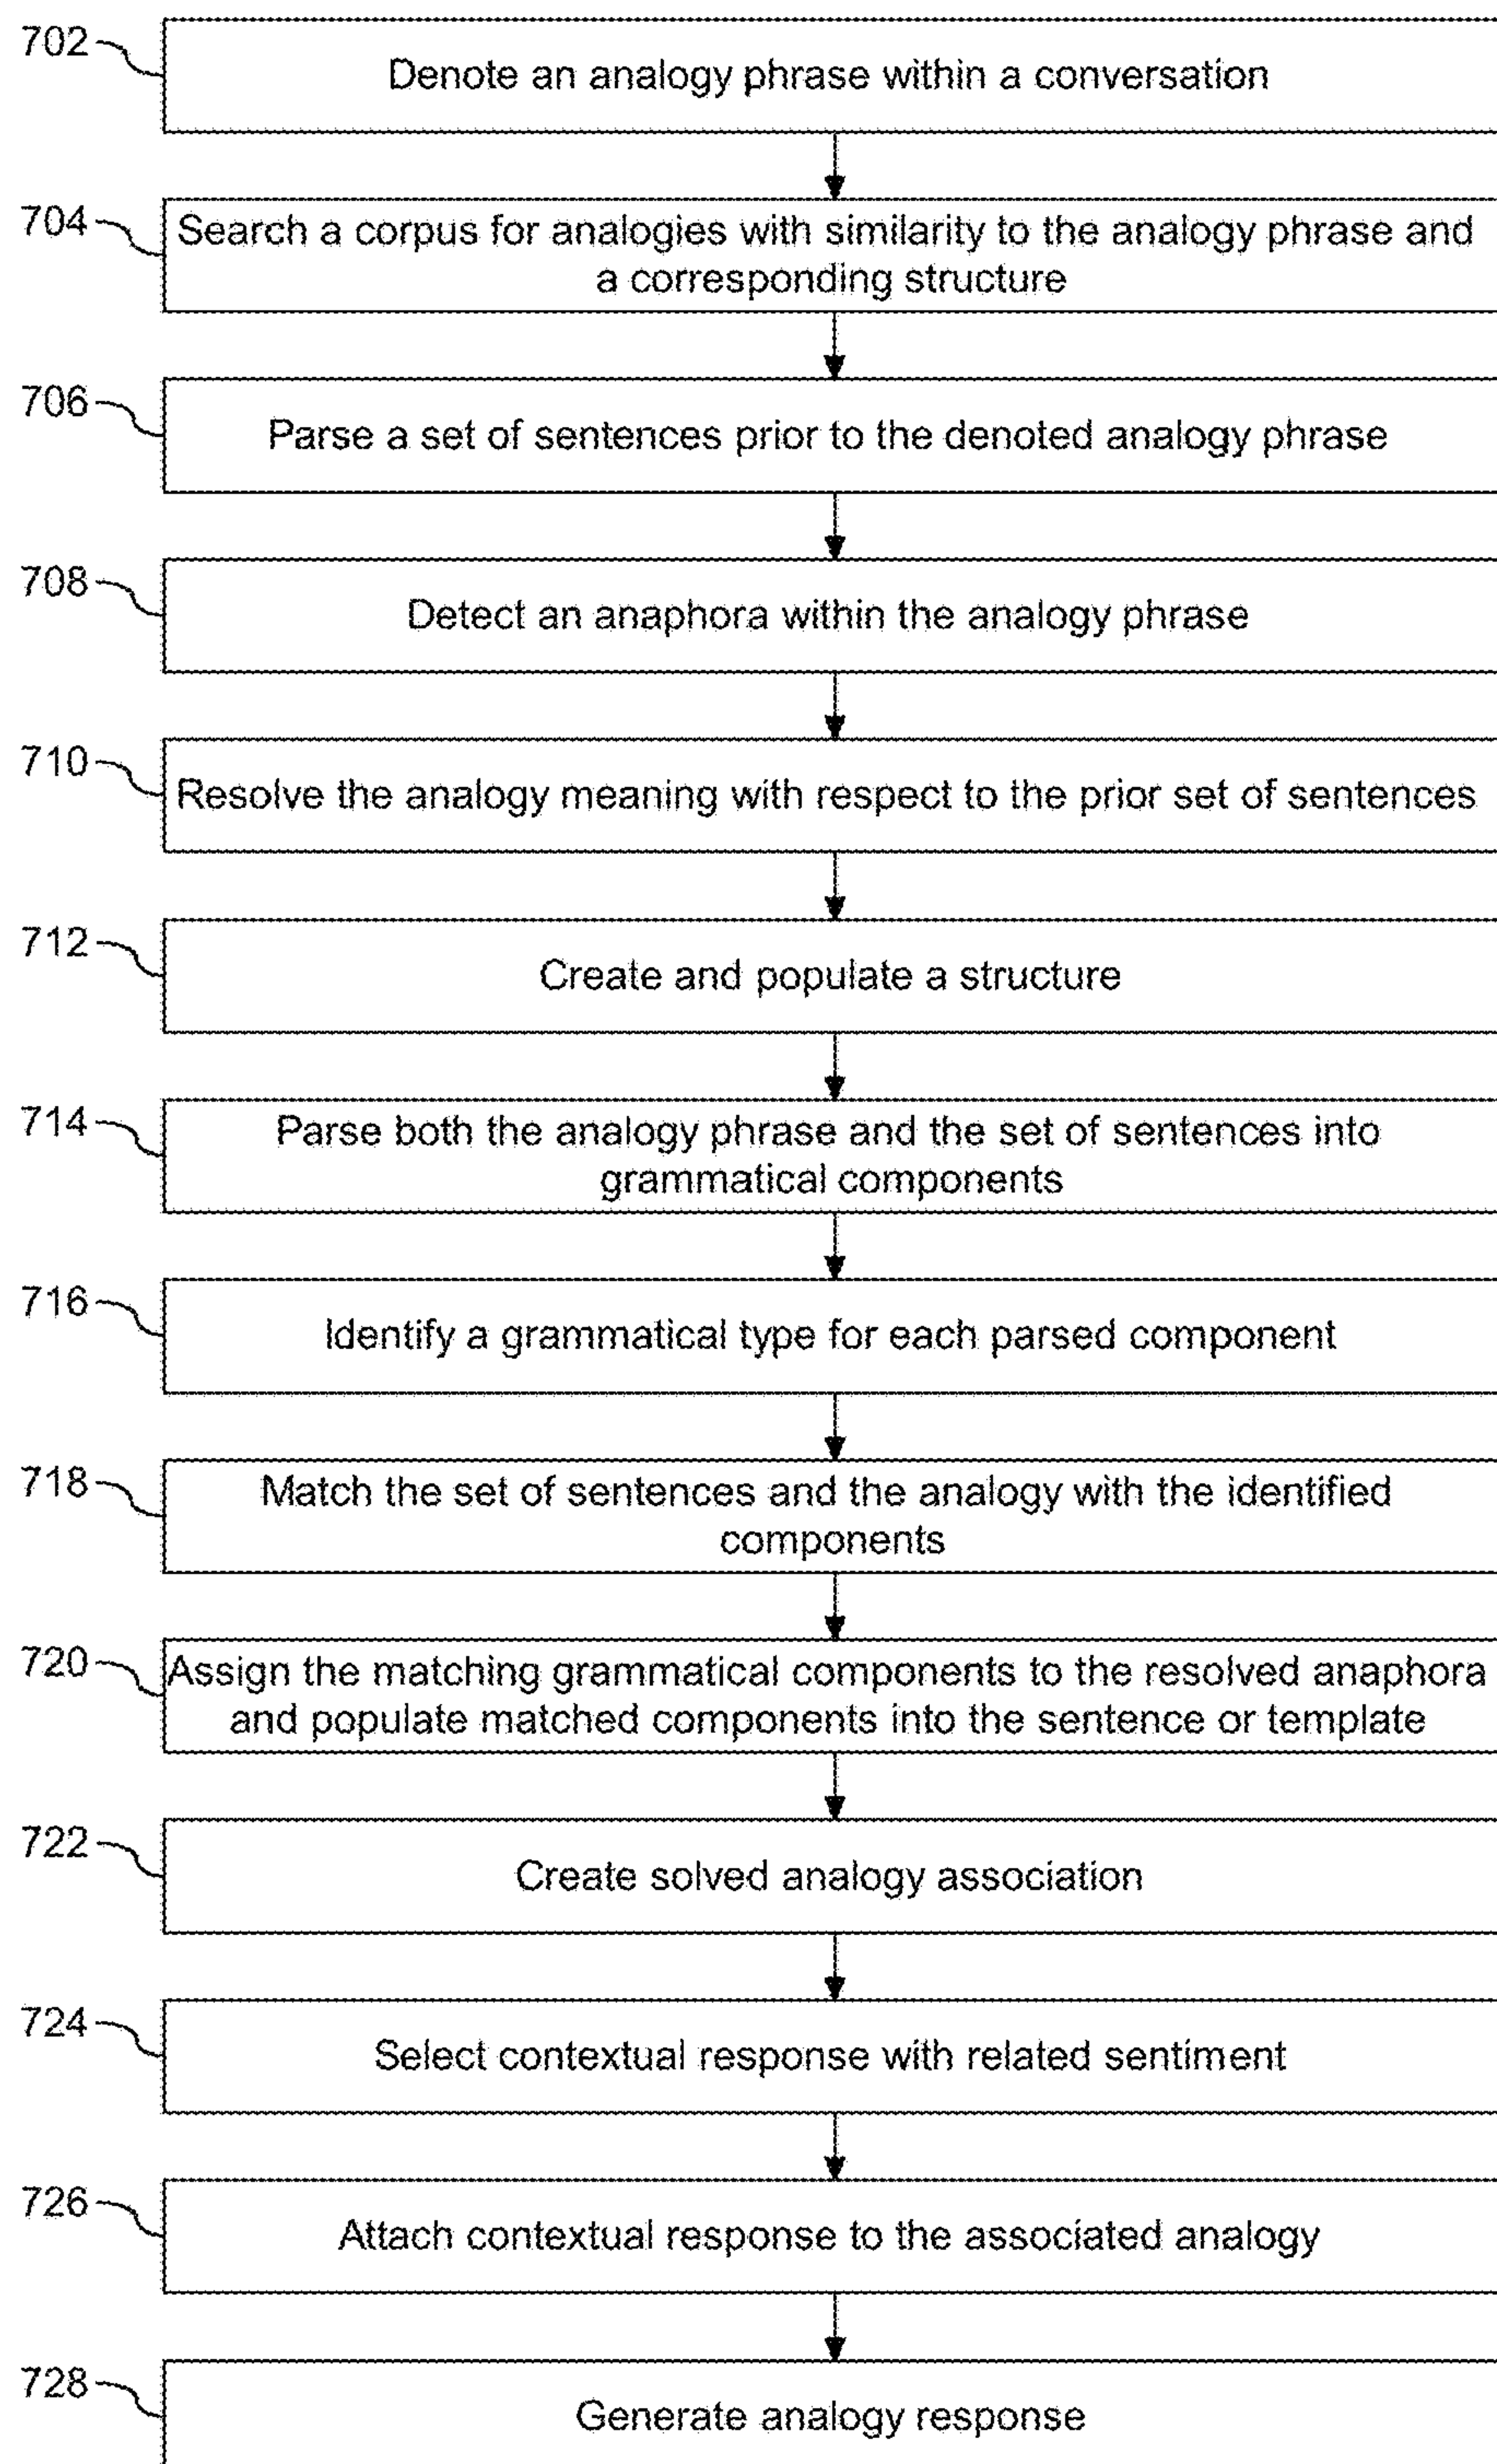 702
Denote an analogy phrase within a conversation
704
Search a corpus for analogies with similarity to the analogy phrase and
a corresponding structure
706
Parse a set of sentences prior to the denoted analogy phrase
708
Detect an anaphora within the analogy phrase
710
Resolve the analogy meaning with respect to the prior set of sentences
712
Create and populate a structure
714
Parse both the analogy phrase and the set of sentences into
grammatical components
716
Identify a grammatical type for each parsed component
718
Match the set of sentences and the analogy with the identified
components
720
Assign the matching grammatical components to the resolved anaphora
and populate matched components into the sentence or template
722
Create solved analogy association
724
Select contextual response with related sentiment
726
Attach contextual response to the associated analogy
728
Generate analogy response